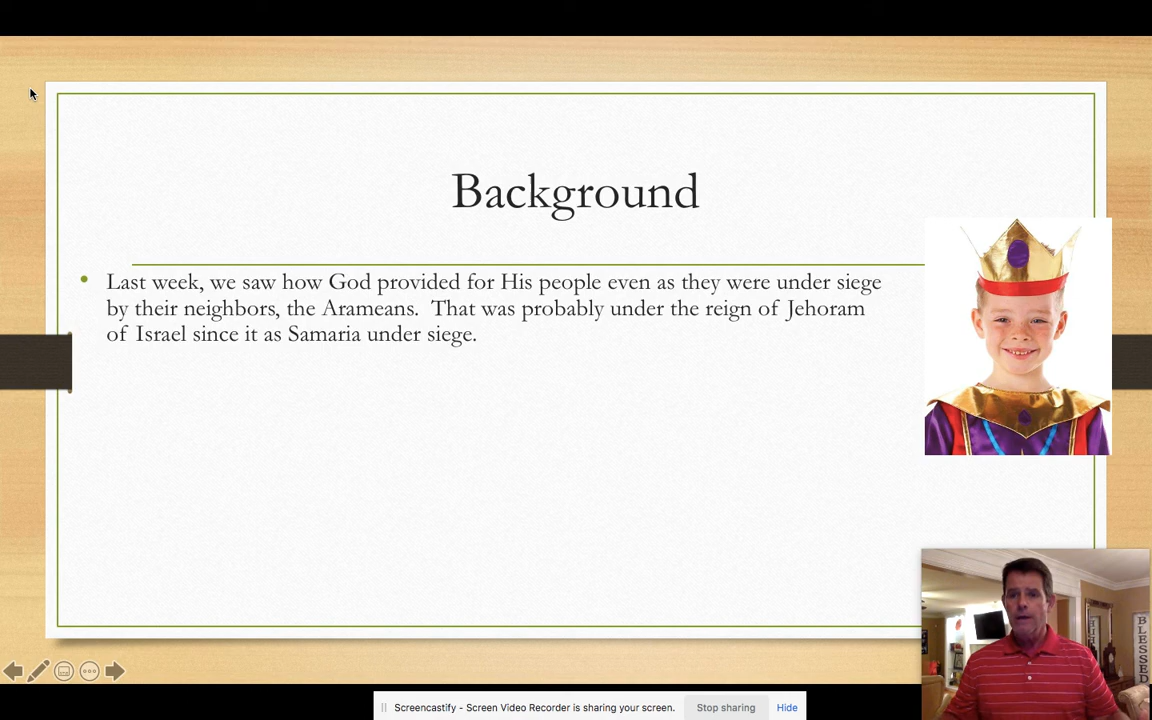 Background
• Last week, we saw how God provided for His people even as they were under siege
by their neighbors, the Arameans.  That was probably under the reign of Jehoram
of Israel since it as Samaria under siege.
BLESSED
Screencastify - Screen Video Recorder is sharing your screen.
Stop sharing
Hide